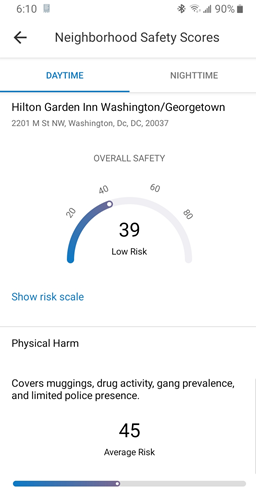 6:10 90%
Neighborhood Safety Scores
DAYTIME NIGHTTIME
Hilton Garden Inn Washington/Georgetown
2201 M St NW, Washington, Dc, DC, 20037
OVERALL SAFETY
20 40 60 80
39
Low Risk
Show risk scale
Physical Harm
Covers muggings, drug activity, gang prevalence,
and limited police presence.
45
Average Risk